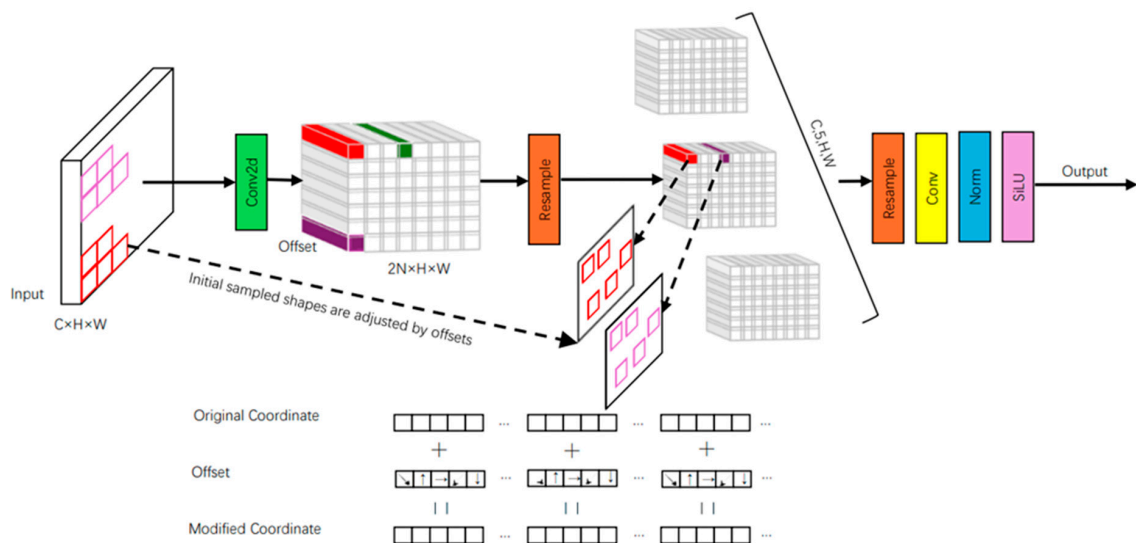 Input
C×H×W
Conv2d
Offset
2N×H×W
Resample
Initial sampled shapes are adjusted by offsets
C,5,H,W
Resample
Conv
Norm
SiLU
Output
Original Coordinate
... ... ...
+ + +
Offset
... ... ...
Modified Coordinate
... ... ...